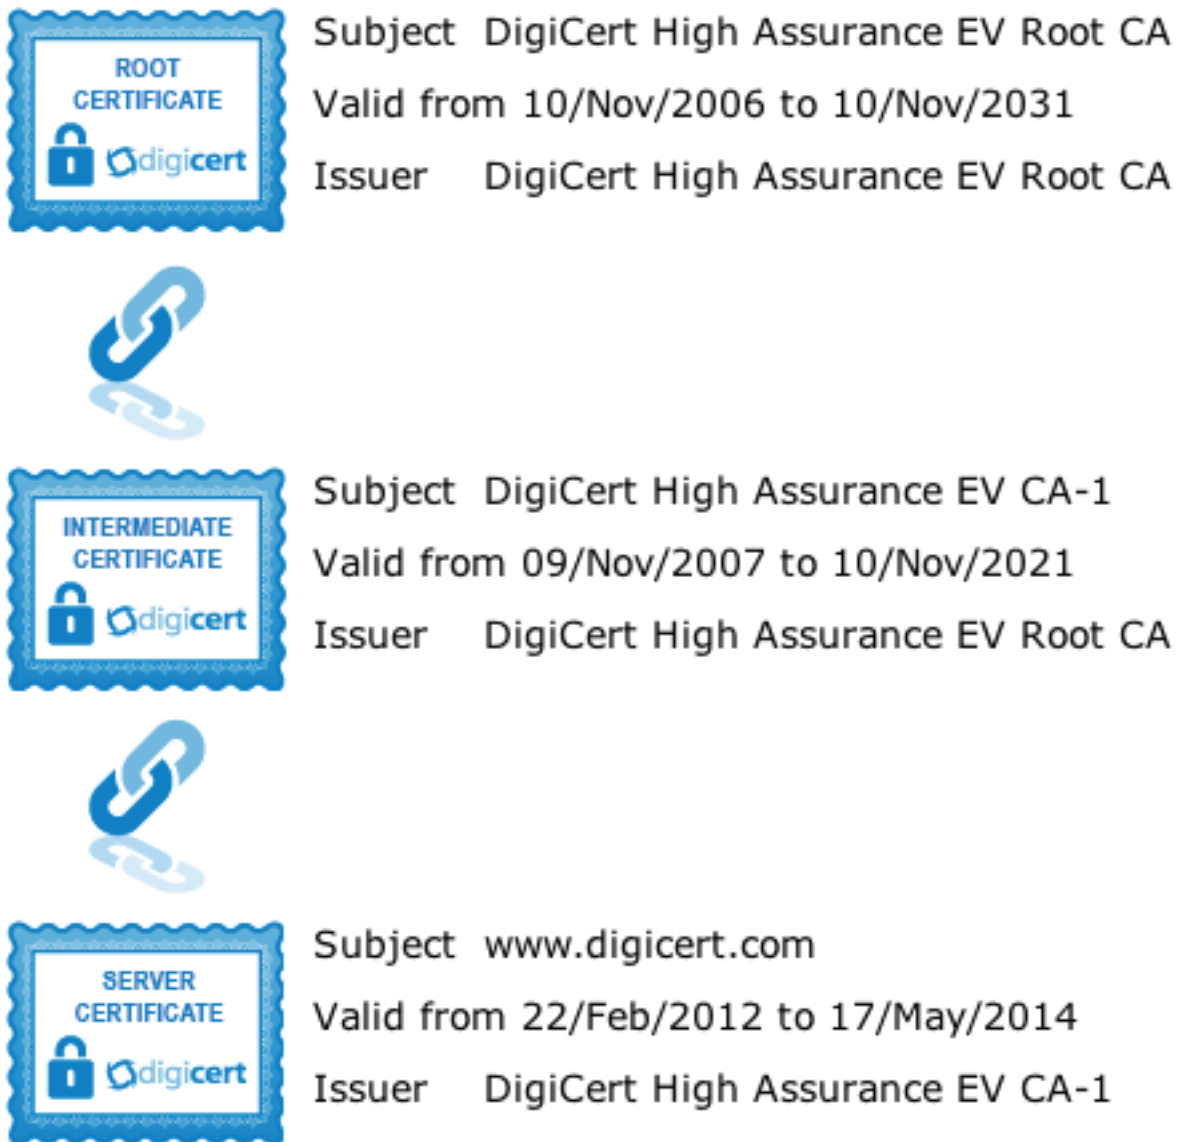 ROOT
CERTIFICATE
digicert
Subject DigiCert High Assurance EV Root CA
Valid from 10/Nov/2006 to 10/Nov/2031
Issuer DigiCert High Assurance EV Root CA
INTERMEDIATE
CERTIFICATE
digicert
Subject DigiCert High Assurance EV CA-1
Valid from 09/Nov/2007 to 10/Nov/2021
Issuer DigiCert High Assurance EV Root CA
SERVER
CERTIFICATE
digicert
Subject www.digicert.com
Valid from 22/Feb/2012 to 17/May/2014
Issuer DigiCert High Assurance EV CA-1